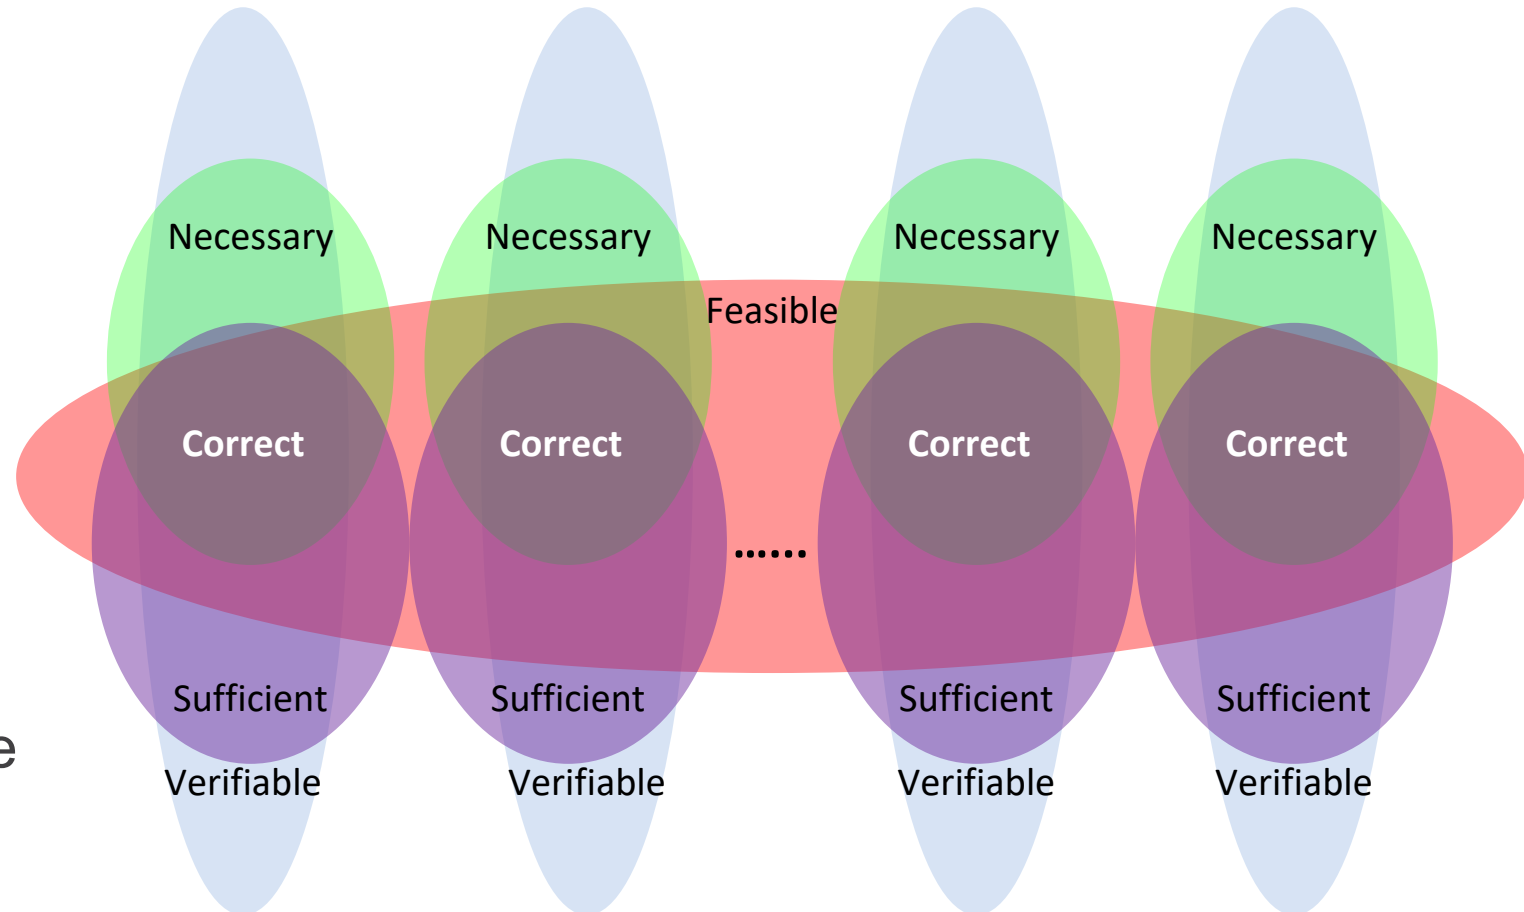 Necessary Necessary Necessary Necessary
Feasible
Correct Correct Correct Correct
......
Sufficient Sufficient Sufficient Sufficient
e
Verifiable Verifiable Verifiable Verifiable